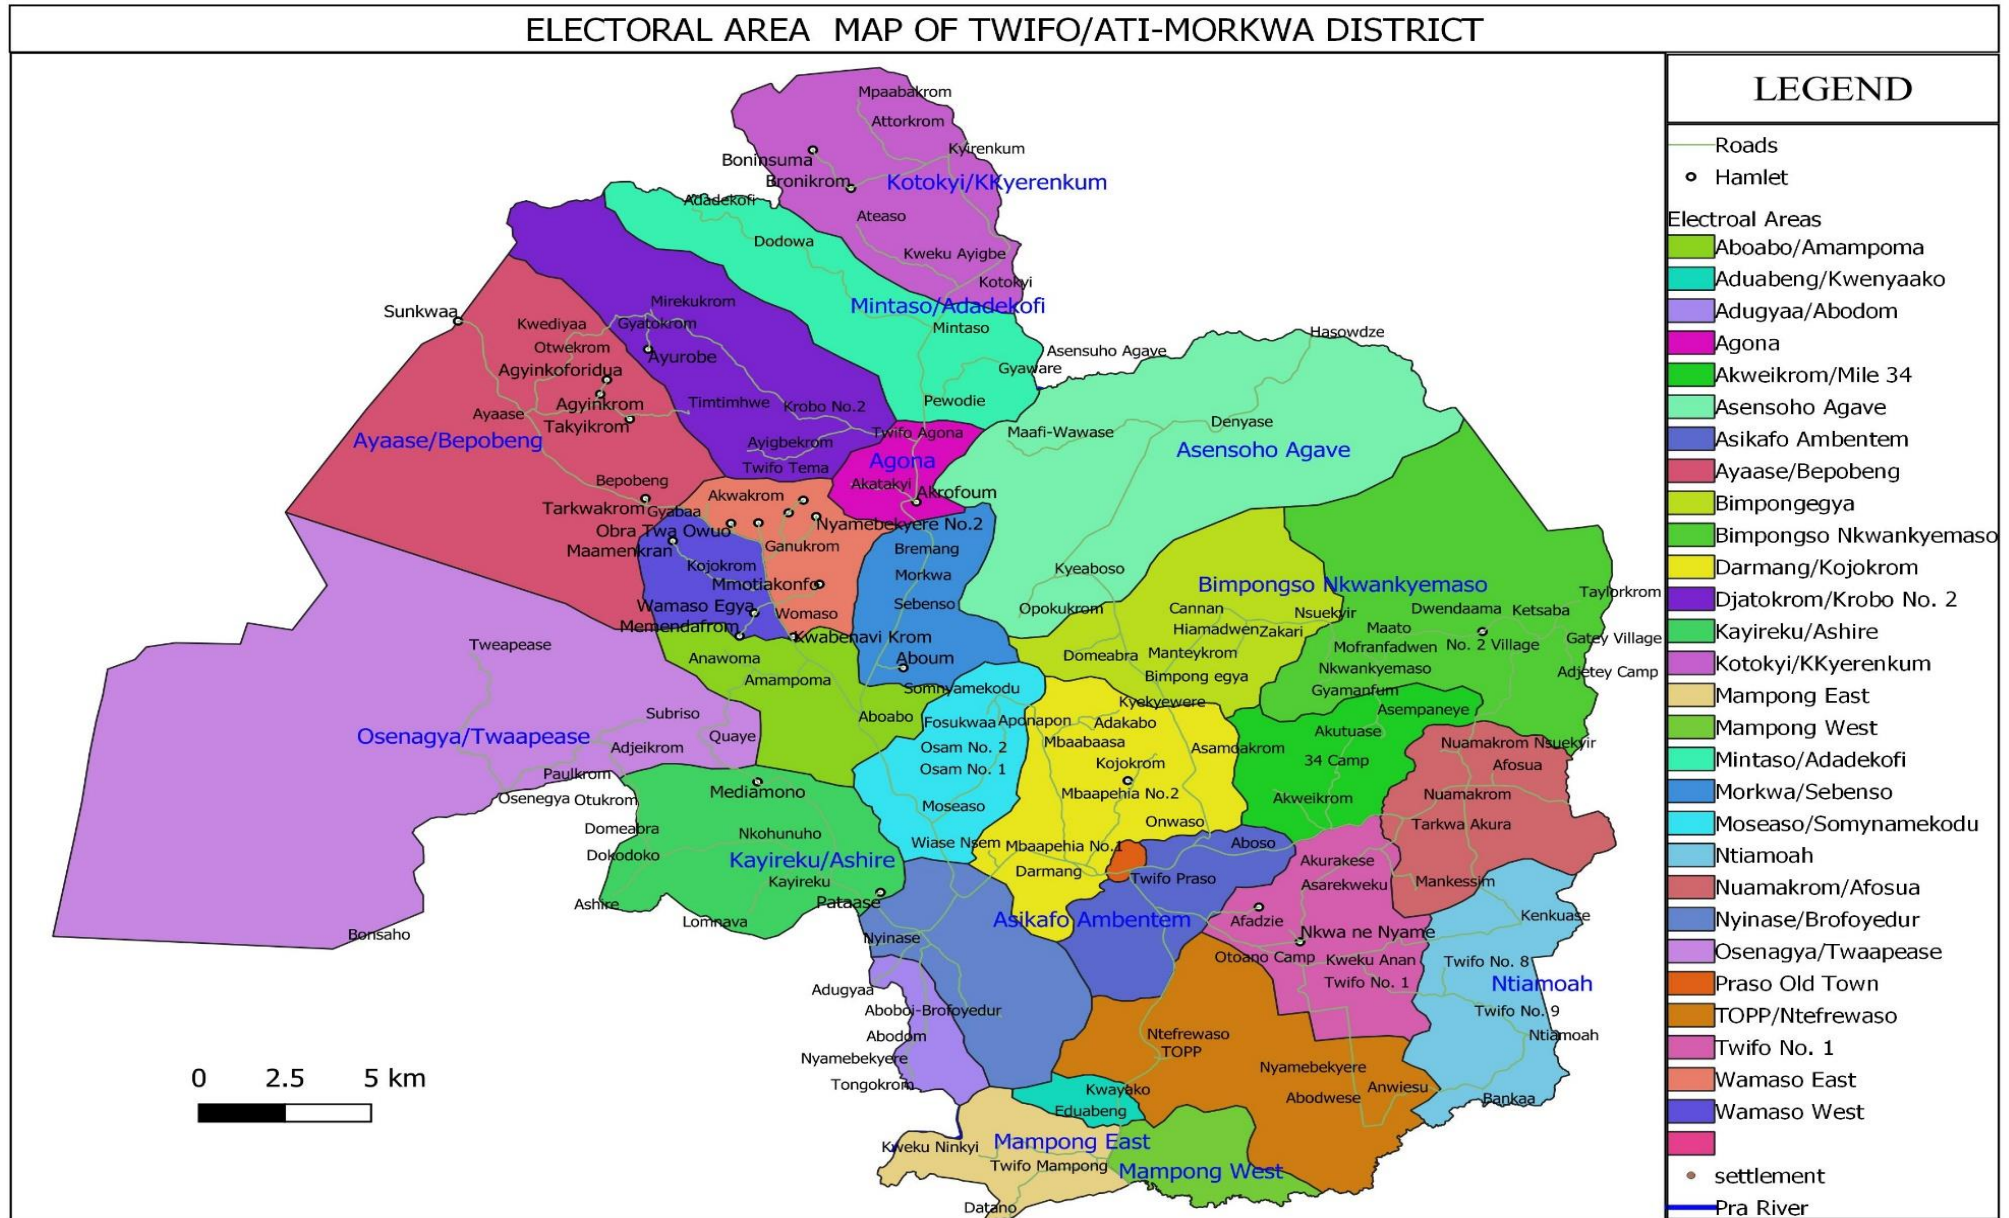 ELECTORAL AREA MAP OF TWIFO/ATI-MORKWA DISTRICT
Mpaabakrom
Attorkrom
Kyirenkum
Boninsuma
Bronikrom
Kotokyi/KKyerenkum
Adadekofi
Ateaso
Dodowa
Kweku Ayigbe
Kotokyi
Mirekukrom
Mintaso/Adadekofi
Sunkwaa
Kwediyaa
Gyatokrom
Mintaso
Hasowdze
Otwekrom
Ayurobe
Asensuho Agave
Agyinkoforidua
Gyaware
Agyinkrom
Timtimhwe
Krobo No.2
Pewodie
Ayaase
Takyikrom
Denyase
Ayaase/Bepobeng
Ayigbekrom
Twifo Agona
Maafi-Wawase
Agona
Asensoho Agave
Twifo Tema
Bepobeng
Akatakyi
Akrofoum
Tarkwakrom
Gyabaa
Akwakrom
Obra Twa Owuo
Nyamebekyere No.2
Maamenkran
Ganukrom
Bremang
Kojokrom
Morkwa
Kyeaboso
Mmotiakonfo
Bimpongso Nkwankyemaso
Wamaso Egya
Womaso
Sebenso
Opokukrom
Cannan
Nsuekyir
Dwendaama
Ketsaba
Taylorkrom
Memendafrom
Kwabenavi Krom
Hiamadwen
Zakari
Maato
Tweapease
Anawoma
Aboum
Domeabra
Manteykrom
Mofranfadwen
No. 2 Village
Gatey Village
Amampoma
Somnyamekodu
Bimpong egya
Nkwankyemaso
Adjetey Camp
Gyamanfum
Subriso
Aboabo
Fosukwaa
Aponapon
Kyekyewere
Asempaneye
Adakabo
Osenagya/Twaapease
Adjeikrom
Quaye
Osam No. 2
Mbaabaasa
Asamoakrom
Akutuase
Nuamakrom Nsuekyir
Paulkrom
Osam No. 1
Kojokrom
34 Camp
Afosua
Osenegya
Otukrom
Mediamono
Moseaso
Mbaapehia No.2
Akweikrom
Nuamakrom
Domeabra
Nkohunuho
Onwaso
Tarkwa Akura
Dokodoko
Kayireku/Ashire
Wiase Nsem
Mbaapehia No.1
Aboso
Akurakese
Kayireku
Darmang
Twifo Praso
Asarekweku
Mankessim
Ashire
Pataase
Lomnava
Asikafo Ambentem
Afadzie
Kenkuase
Bonsaho
Nyinase
Nkwa ne Nyame
Otoano Camp
Kweku Anan
Twifo No. 8
Adugyaa
Twifo No. 1
Ntiamoah
Aboboi-Brofoyedur
Twifo No. 9
Abodom
Ntefrewaso
Ntiamoah
Nyamebekyere
TOPP
Nyamebekyere
Tongokrom
Kwayako
Anwiesu
Eduabeng
Abodwese
Bankaa
Kweku Ninkyi
Mampong East
Twifo Mampong
Mampong West
Datano
0 2.5 5 km
LEGEND
Roads
Hamlet
Electroal Areas
Aboabo/Amampoma
Aduabeng/Kwenyaako
Adugyaa/Abodom
Agona
Akweikrom/Mile 34
Asensoho Agave
Asikafo Ambentem
Ayaase/Bepobeng
Bimpongegya
Bimpongso Nkwankyemaso
Darmang/Kojokrom
Djatokrom/Krobo No. 2
Kayireku/Ashire
Kotokyi/KKyerenkum
Mampong East
Mampong West
Mintaso/Adadekofi
Morkwa/Sebenso
Moseaso/Somynamekodu
Ntiamoah
Nuamakrom/Afosua
Nyinase/Brofoyedur
Osenagya/Twaapease
Praso Old Town
TOPP/Ntefrewaso
Twifo No. 1
Wamaso East
Wamaso West
settlement
Pra River